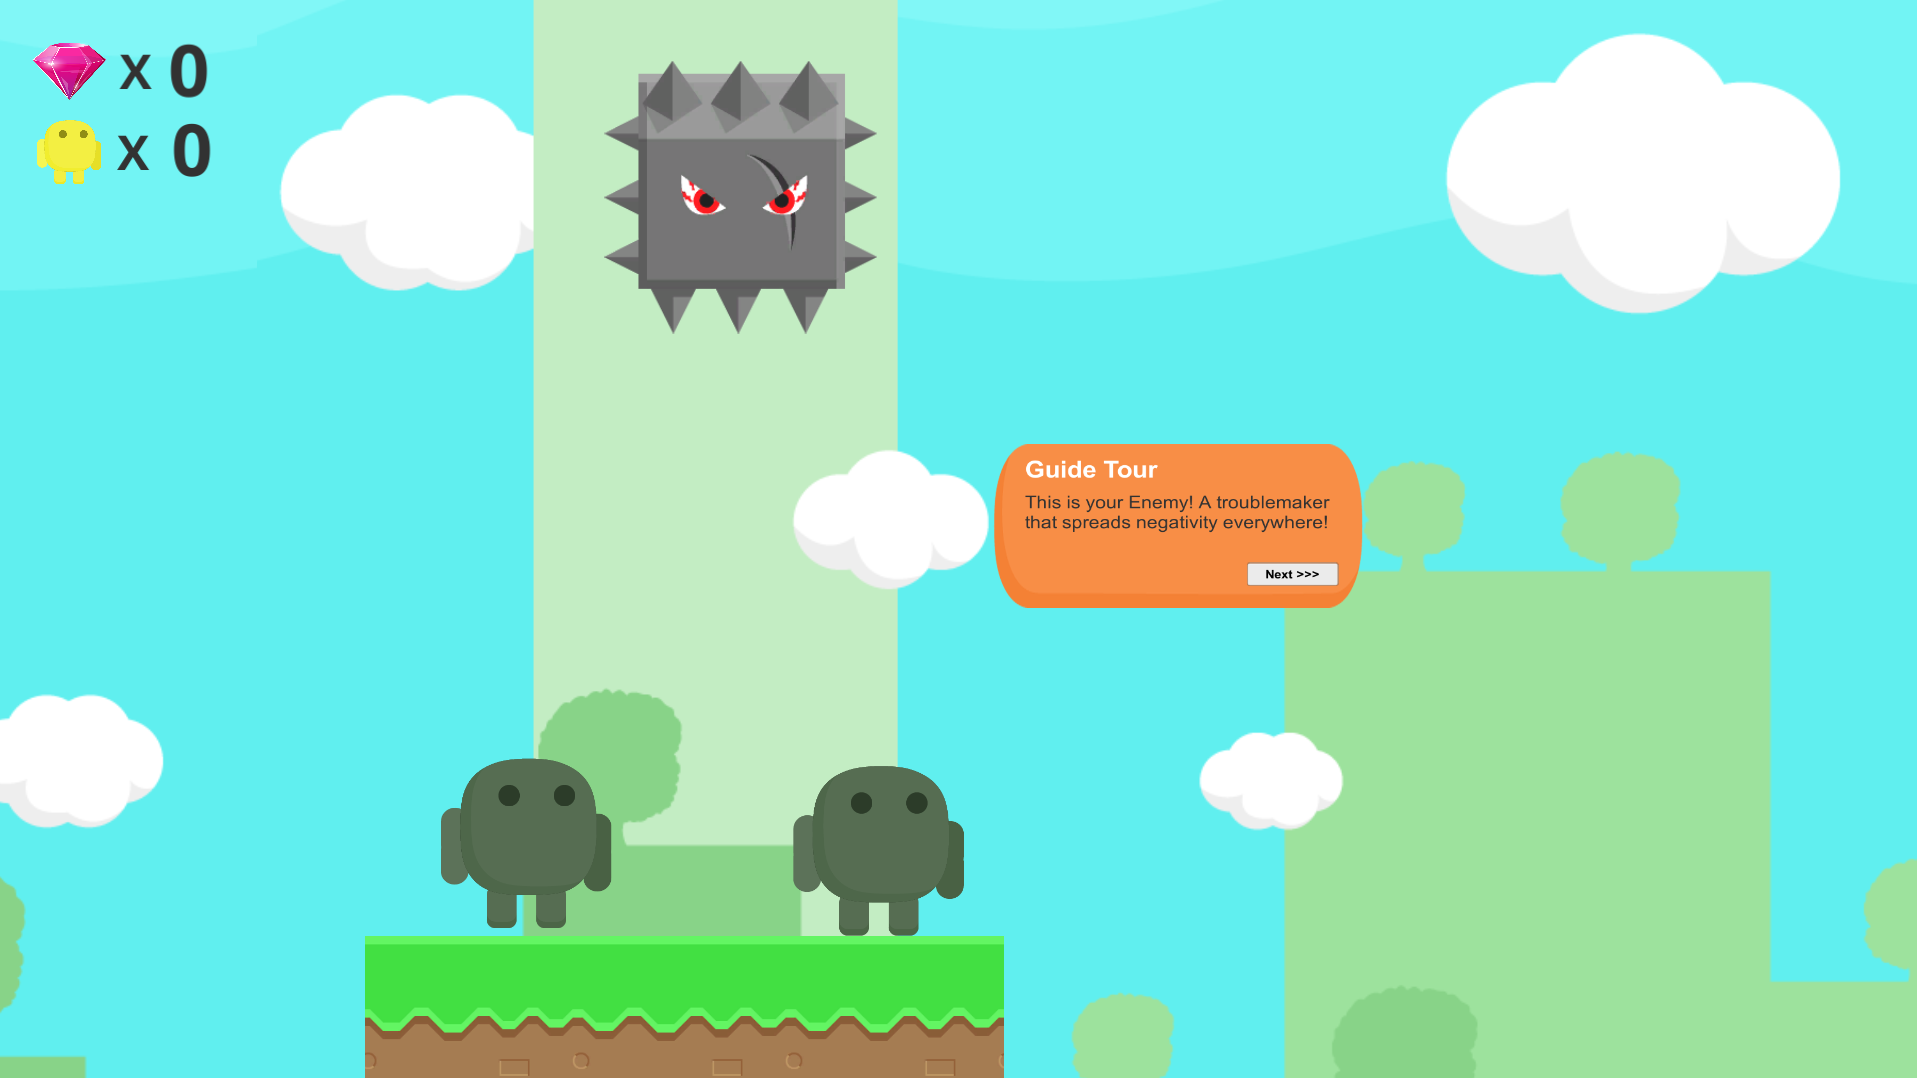 x 0
x 0
Guide Tour
This is your Enemy! A troublemaker
that spreads negativity everywhere!
Next >>>